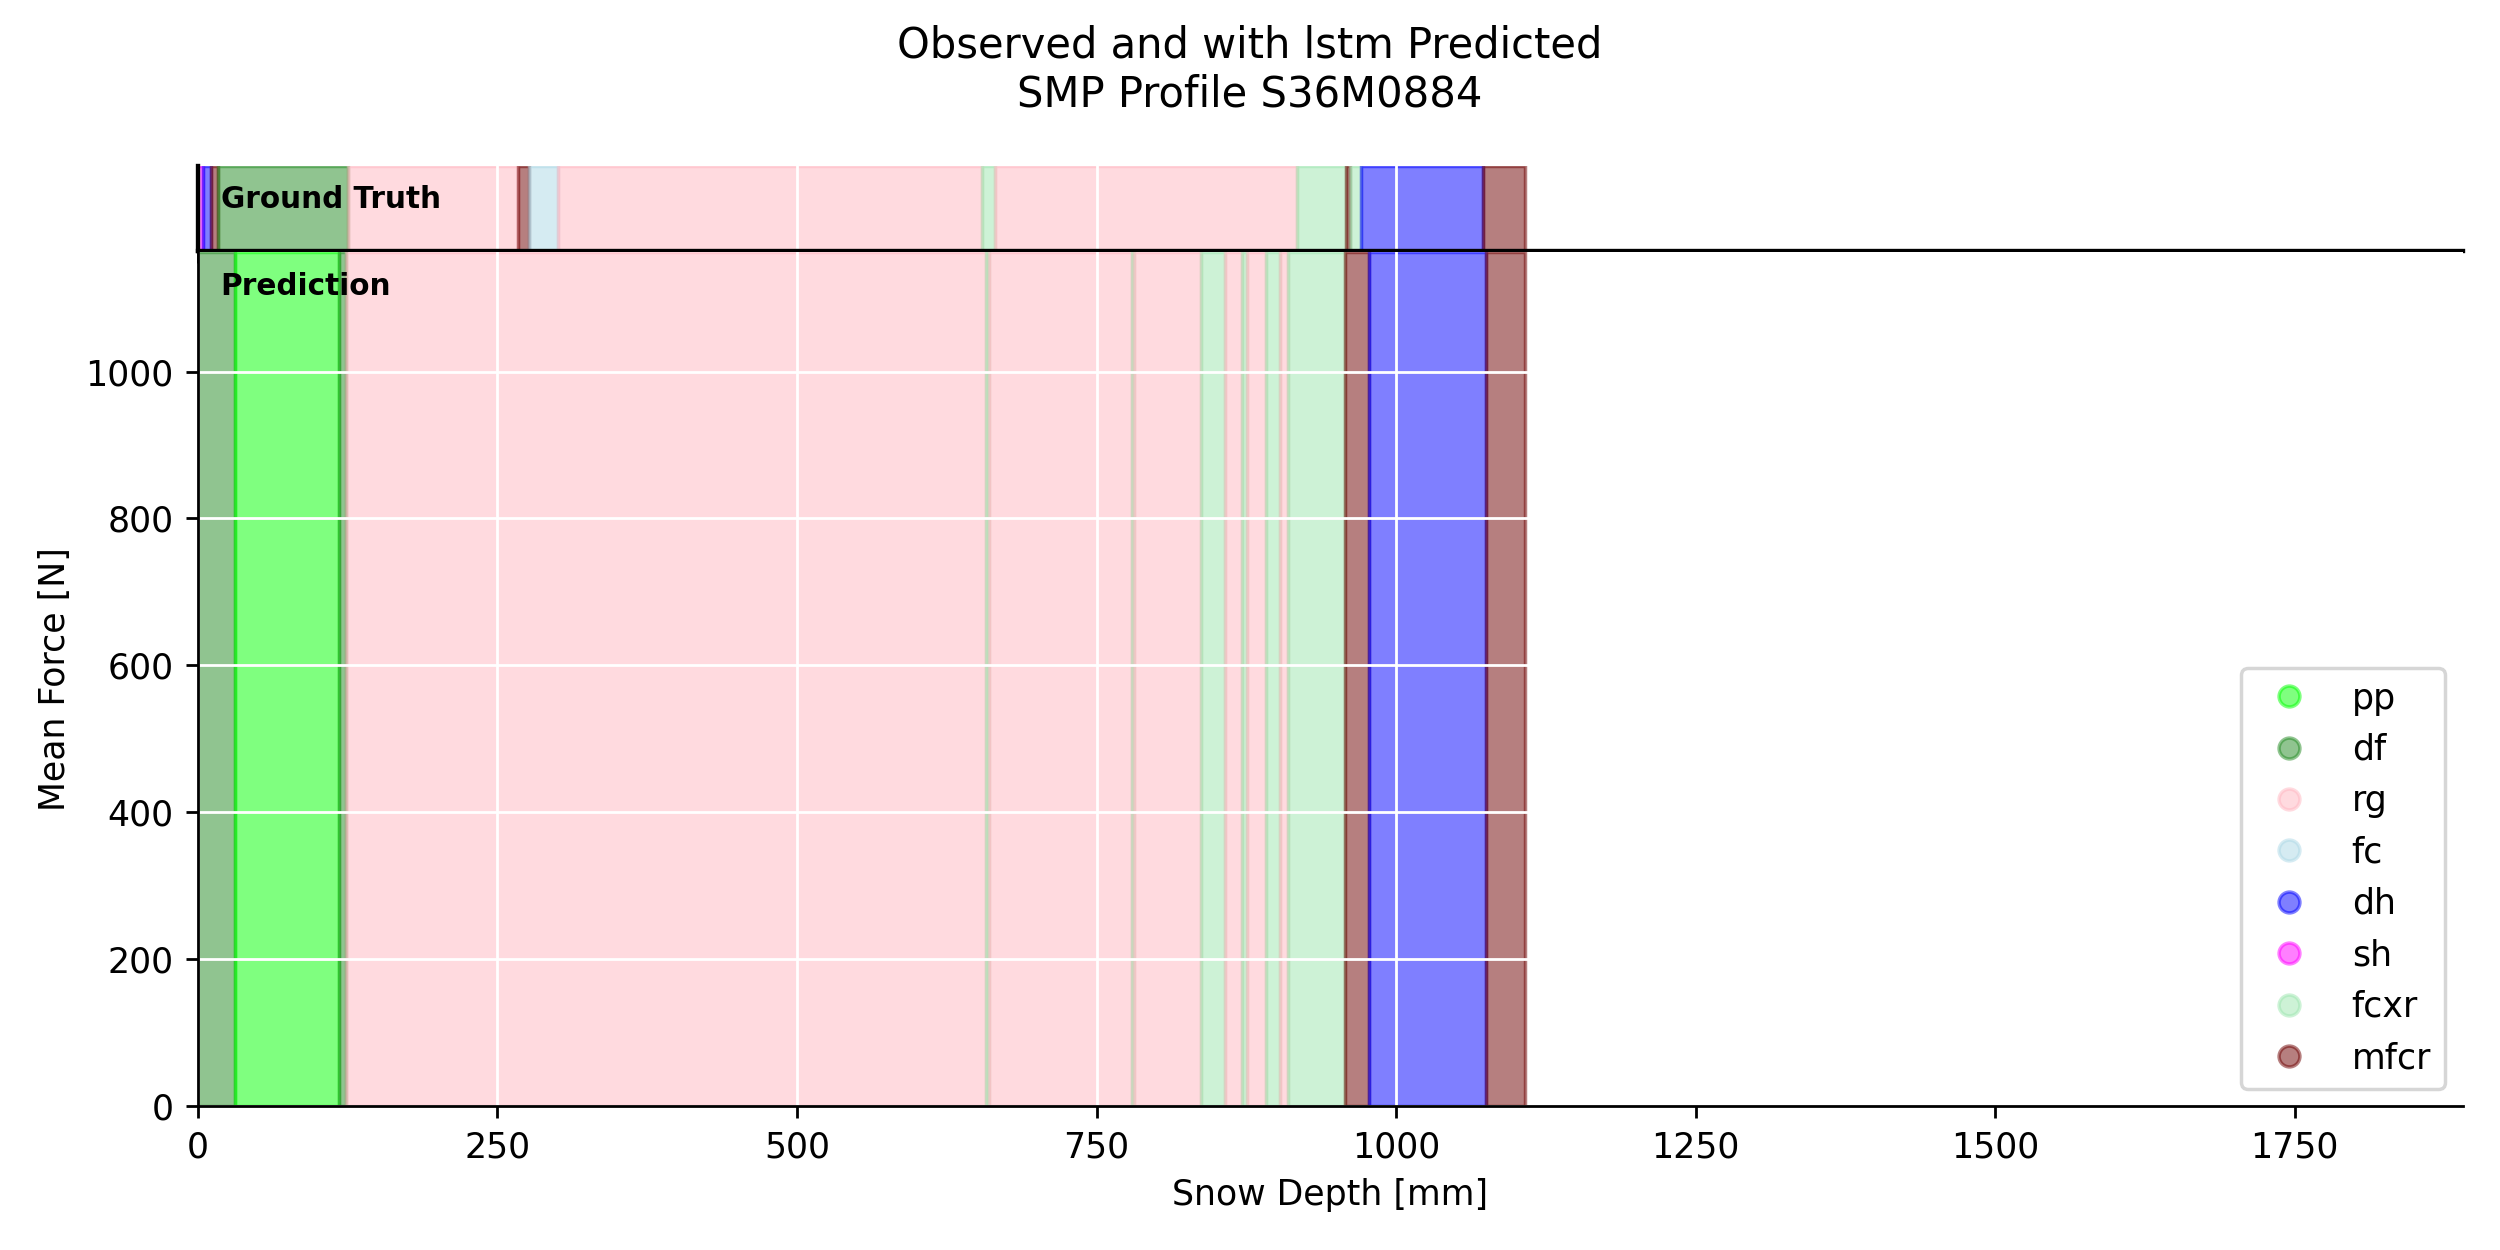 Observed and with lstm Predicted
SMP Profile S36M0884
Ground Truth
Prediction
1000
800
600
400
200
0
Mean Force [N]
0 250 500 750 1000 1250 1500 1750
Snow Depth [mm]
pp
df
rg
fc
dh
sh
fcxr
mfcr